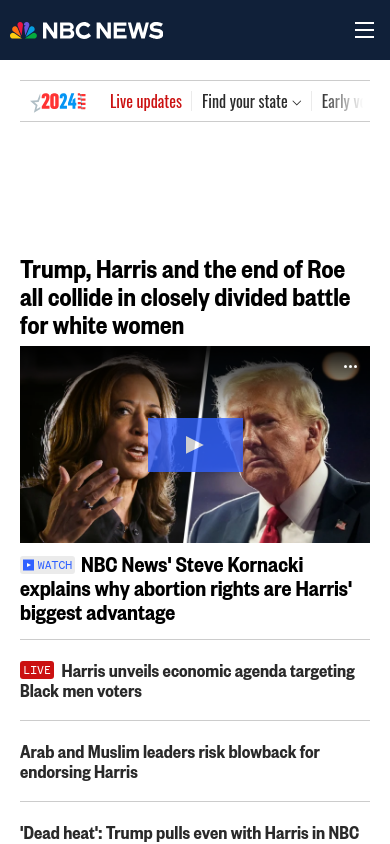 NBC NEWS
2024 Live updates Find your state Early
Trump, Harris and the end of Roe
all collide in closely divided battle
for white women
WATCH NBC News' Steve Kornacki
explains why abortion rights are Harris'
biggest advantage
LIVE Harris unveils economic agenda targeting
Black men voters
Arab and Muslim leaders risk blowback for
endorsing Harris
'Dead heat': Trump pulls even with Harris in NBC